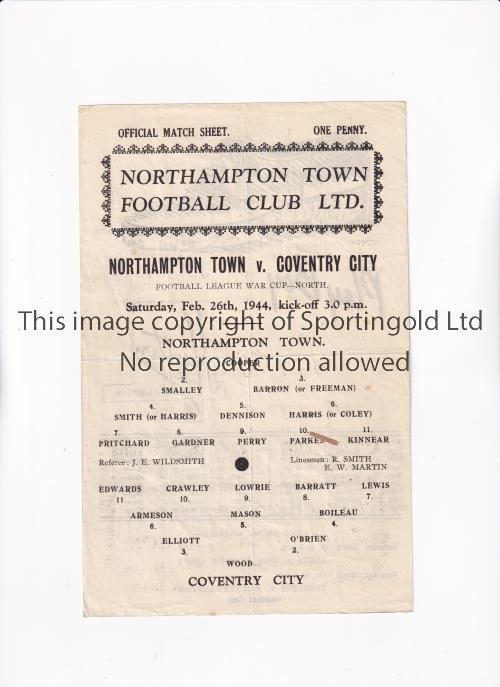 OFFICIAL MATCH SHEET. ONE PENNY.
NORTHAMPTON TOWN
FOOTBALL CLUB LTD.
NORTHAMPTON TOWN v. COVENTRY CITY
FOOTBALL LEAGUE WAR CUP—NORTH.
Saturday, Feb. 26th, 1944, kick-off 3.0 p.m.
This image copyright of Sportingold Ltd
NORTHAMPTON TOWN.
No reproduction allowed
COOPER
2. 3.
SMALLEY BARRON (or FREEMAN)
4. 5. 6.
SMITH (or HARRIS) DENNISON HARRIS (or COLEY)
7 8. 9. 10. 11.
PRITCHARD GARDNER PERRY PARKES KINNEAR
Referee: J. E. WILDSMITH Linesmen: R. SMITH
E. W. MARTIN
EDWARDS CRAWLEY LOWRIE BARRATT LEWIS
11 10. 9. 8. 7.
ARMESON MASON BOILEAU
6. 5. 4.
ELLIOTT O'BRIEN
3. 2.
WOOD
COVENTRY CITY